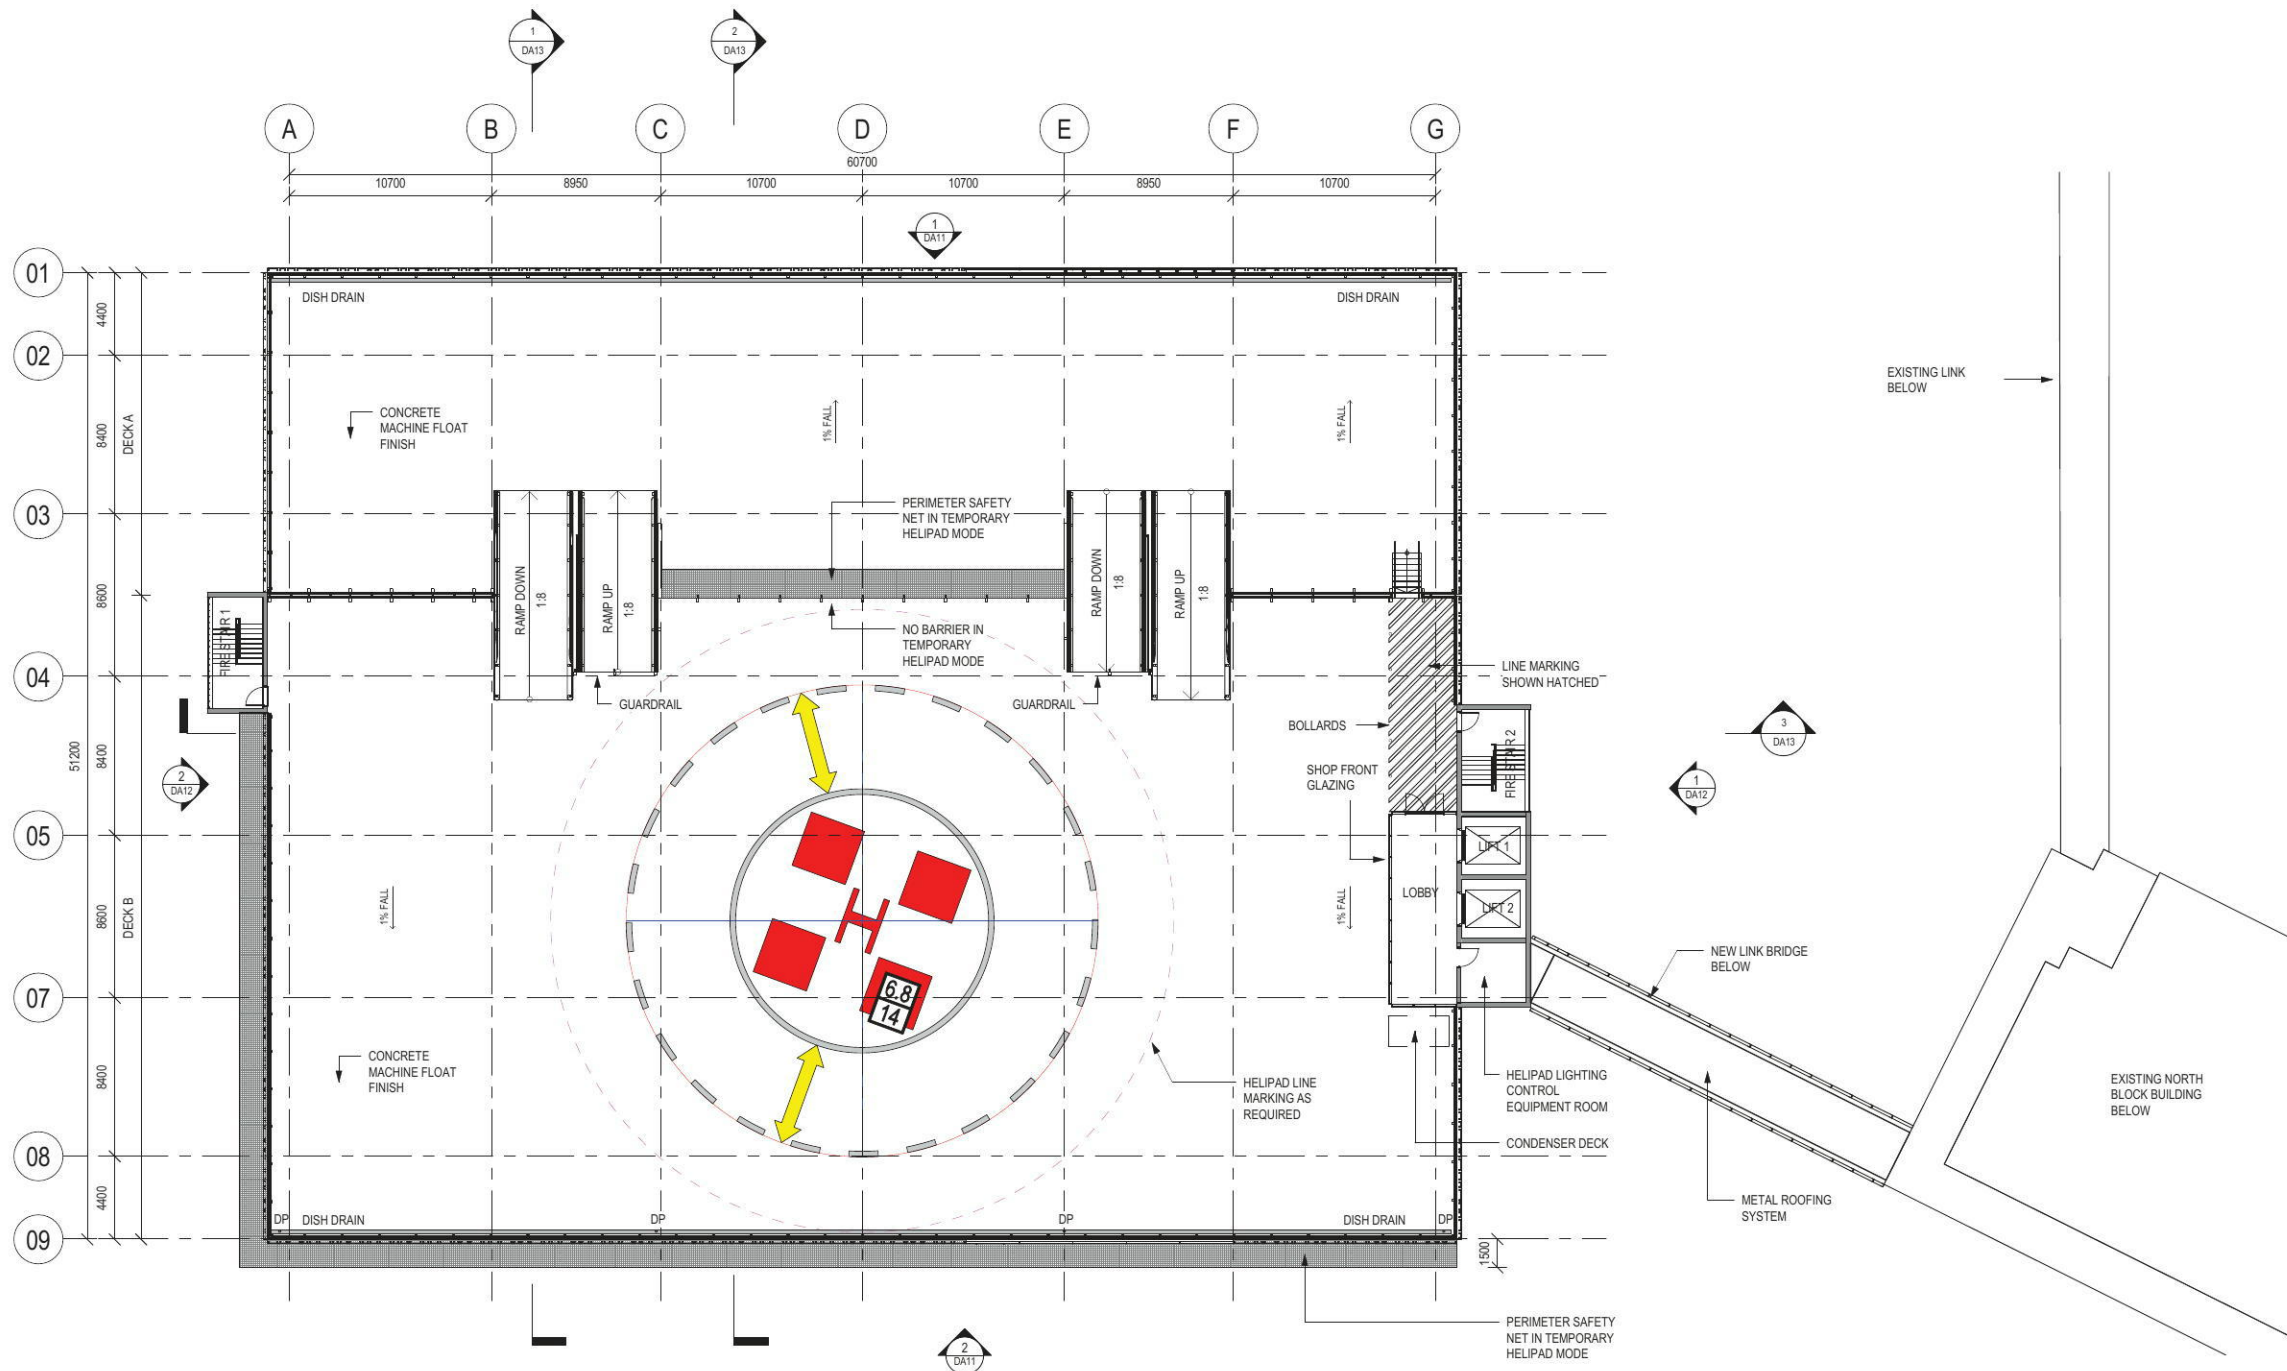 1
DA13
2
DA13
A
B
C
D
E
F
G
60700
10700
8950
10700
10700
8950
10700
1
DA11
01
02
03
04
05
07
08
09
4400
8400
8600
8400
8600
8400
4400
51200
DECK A
DECK B
DISH DRAIN
DISH DRAIN
CONCRETE
MACHINE FLOAT
FINISH
1% FALL
1% FALL
EXISTING LINK
BELOW
PERIMETER SAFETY
NET IN TEMPORARY
HELIPAD MODE
RAMP DOWN
1:8
RAMP UP
1:8
RAMP DOWN
1:8
RAMP UP
1:8
FIRE STAIR 1
NO BARRIER IN
TEMPORARY
HELIPAD MODE
LINE MARKING
SHOWN HATCHED
GUARDRAIL
GUARDRAIL
BOLLARDS
3
DA13
2
DA12
1
DA12
SHOP FRONT
GLAZING
FIRE STAIR 2
LIFT 1
LOBBY
LIFT 2
1% FALL
1% FALL
H
6.8
14
NEW LINK BRIDGE
BELOW
CONCRETE
MACHINE FLOAT
FINISH
HELIPAD LINE
MARKING AS
REQUIRED
HELIPAD LIGHTING
CONTROL
EQUIPMENT ROOM
EXISTING NORTH
BLOCK BUILDING
BELOW
CONDENSER DECK
METAL ROOFING
SYSTEM
DP
DISH DRAIN
DP
DP
DISH DRAIN
DP
1500
PERIMETER SAFETY
NET IN TEMPORARY
HELIPAD MODE
2
DA11